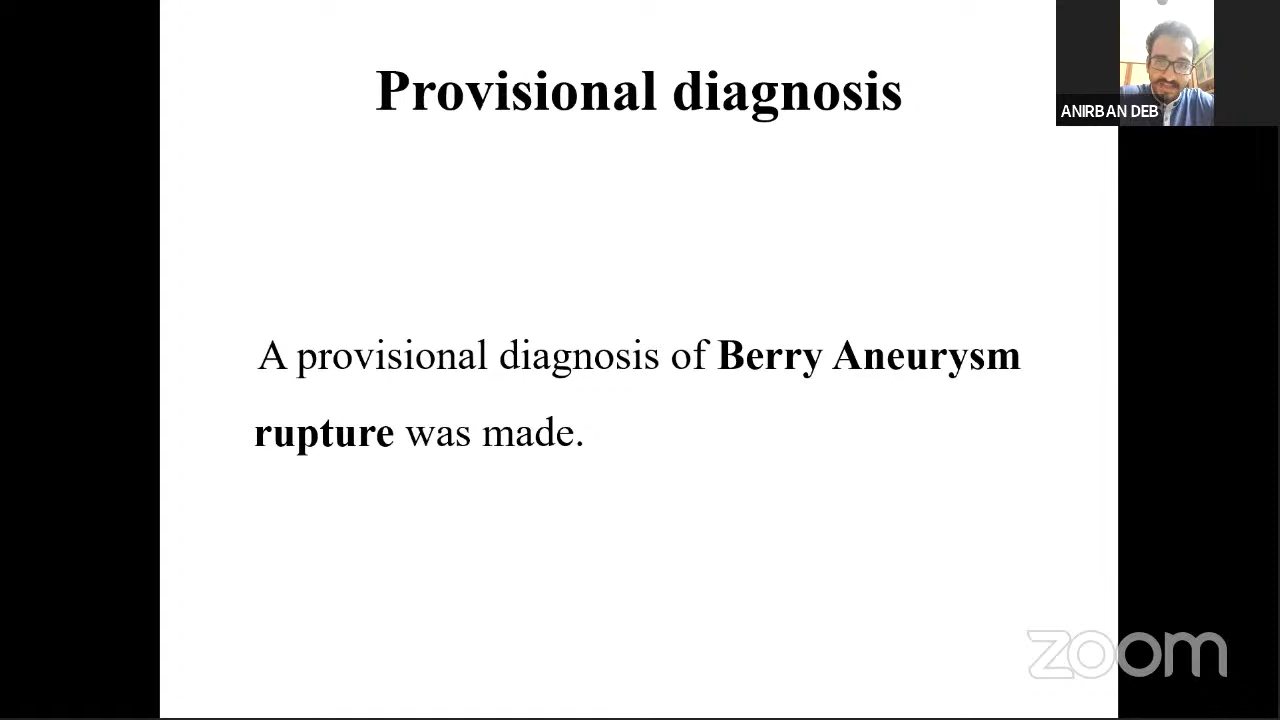 Provisional diagnosis
ANIRBAN DEB
A provisional diagnosis of Berry Aneurysm
rupture was made.
zoom